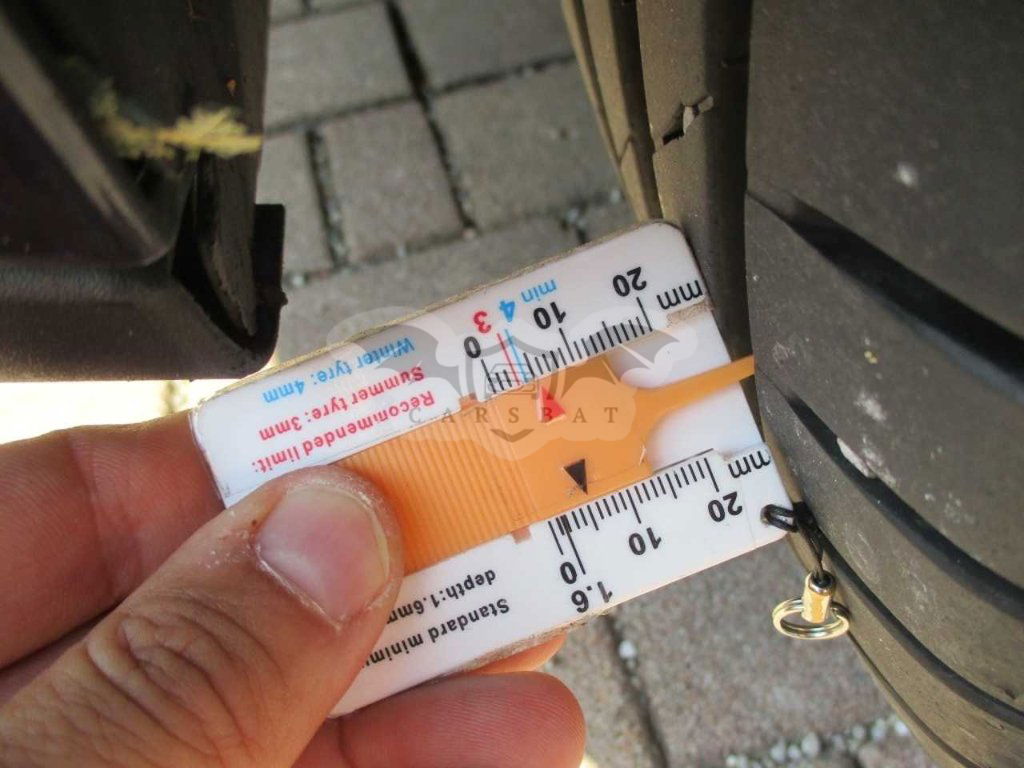 Recommended limit:
Summer tyre: 3mm
Winter tyre: 4mm
3 4 min
0 10 20 mm
CARSBAT
mm 20 10 0 1.6
Standard minimu
depth:1.6mm